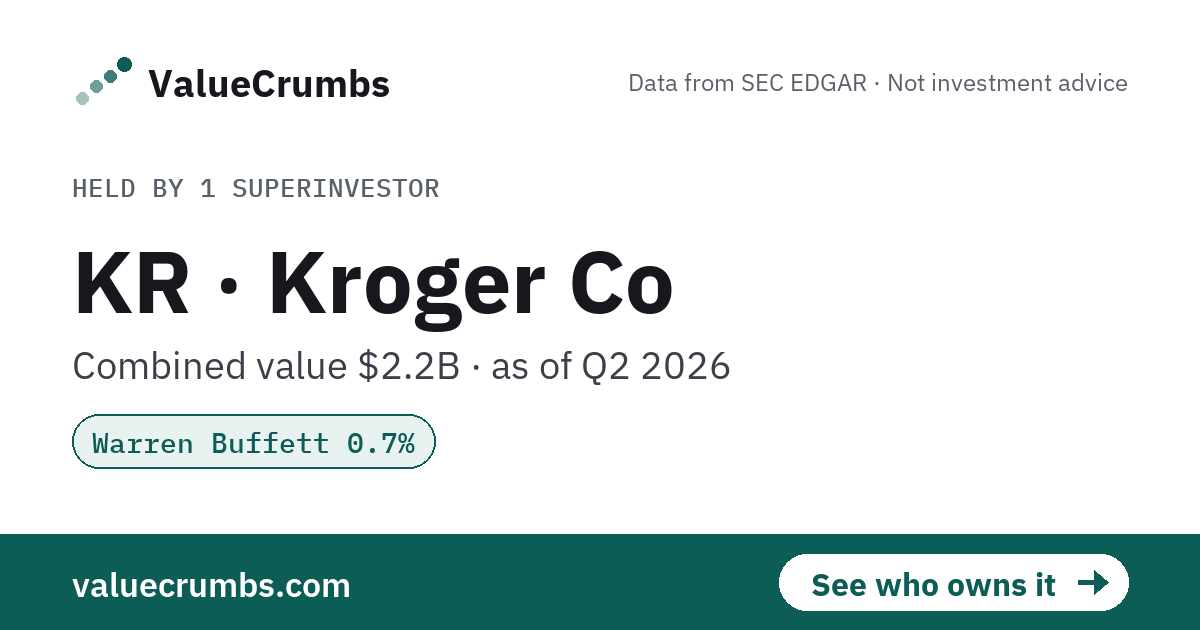 ValueCrumbs
Data from SEC EDGAR · Not investment advice
HELD BY 1 SUPERINVESTOR
KR · Kroger Co
Combined value $2.2B · as of Q2 2026
Warren Buffett 0.7%
valuecrumbs.com
See who owns it →